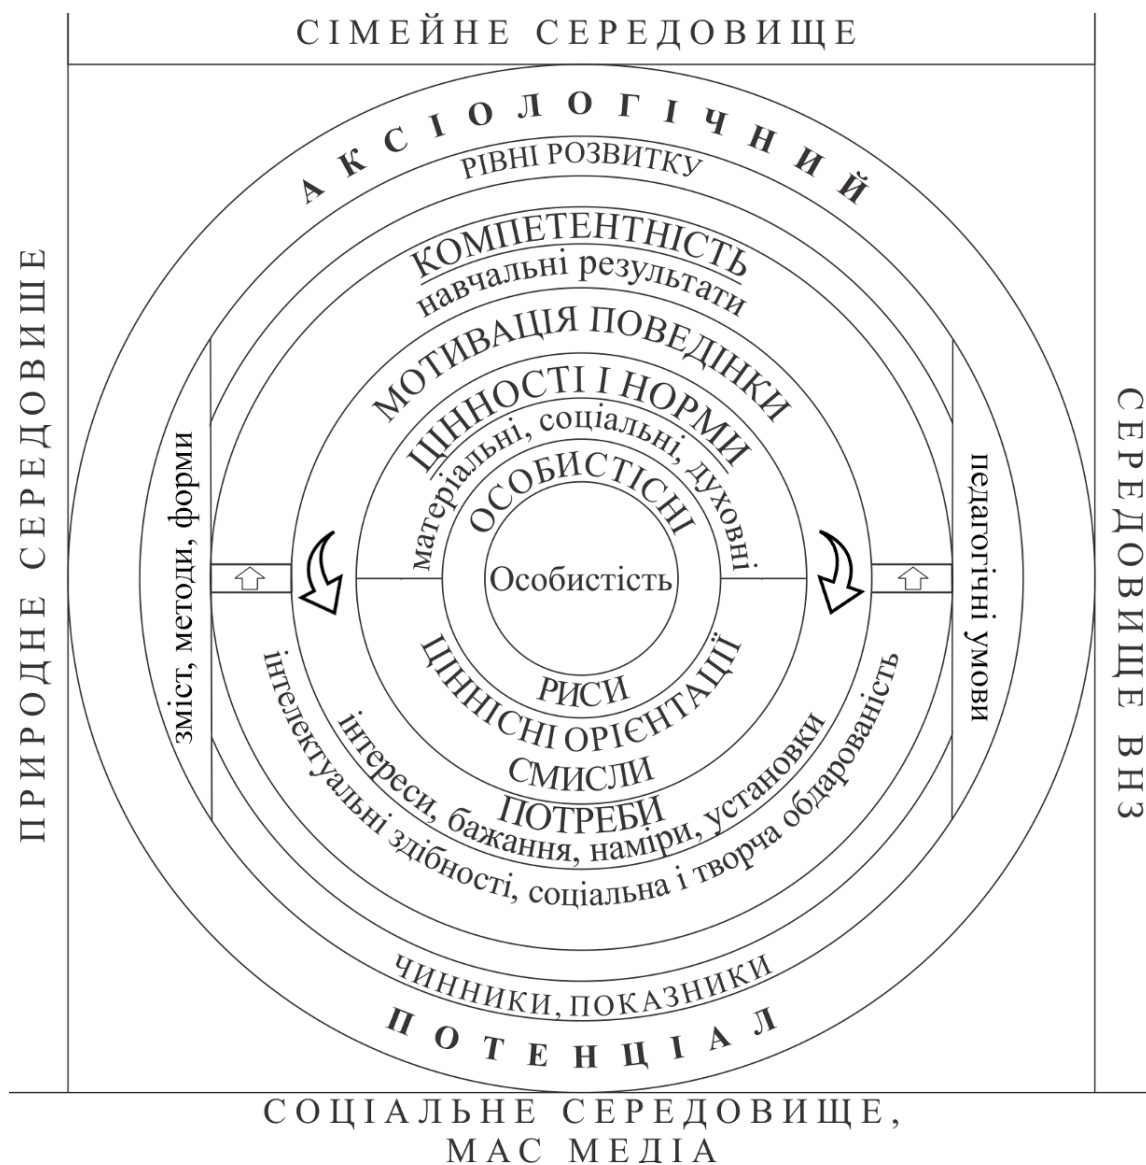 СІМЕЙНЕ СЕРЕДОВИЩЕ
АКСІОЛОГІЧНИЙ
РІВНІ РОЗВИТКУ
КОМПЕТЕНТНІСТЬ
навчальні результати
МОТИВАЦІЯ ПОВЕДІНКИ
ЦІННОСТІ І НОРМИ
матеріальні, соціальні, духовні
ОСОБИСТІСНІ
Особистість
РИСИ
ЦІННІСНІ ОРІЄНТАЦІЇ
СМИСЛИ
ПОТРЕБИ
інтереси, бажання, наміри, установки
інтелектуальні здібності, соціальна і творча обдарованість
ЧИННИКИ, ПОКАЗНИКИ
ПОТЕНЦІАЛ
ПРИРОДНЕ СЕРЕДОВИШЕ
зміст, методи, форми
педагогічні умови
СЕРЕДОВИЩЕ ВНЗ
СОЦІАЛЬНЕ СЕРЕДОВИЩЕ,
МАС МЕДІА